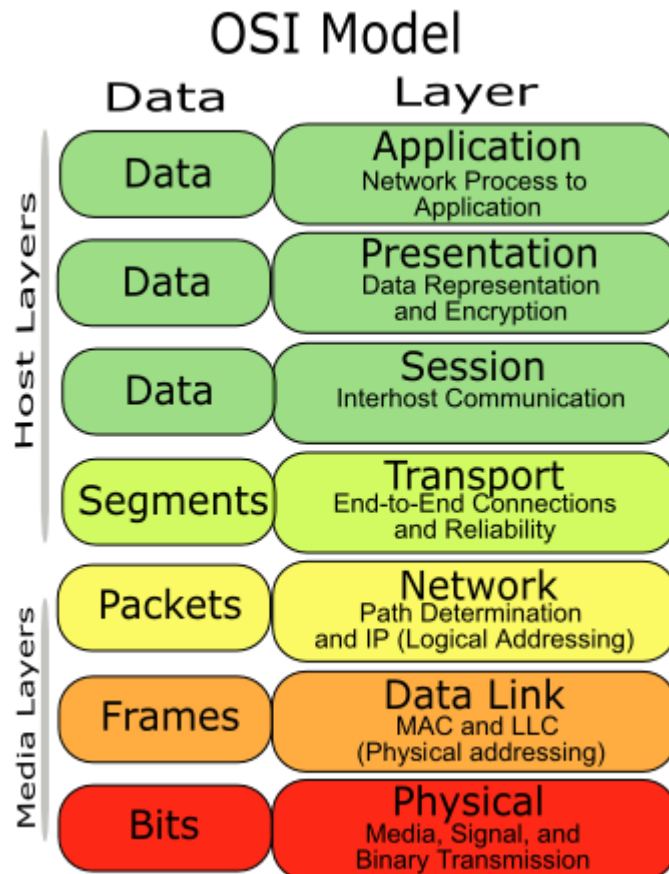 OSI Model
Data Layer
Host Layers
Data
Application
Network Process to
Application
Data
Presentation
Data Representation
and Encryption
Data
Session
Interhost Communication
Segments
Transport
End-to-End Connections
and Reliability
Media Layers
Packets
Network
Path Determination
and IP (Logical Addressing)
Frames
Data Link
MAC and LLC
(Physical addressing)
Bits
Physical
Media, Signal, and
Binary Transmission